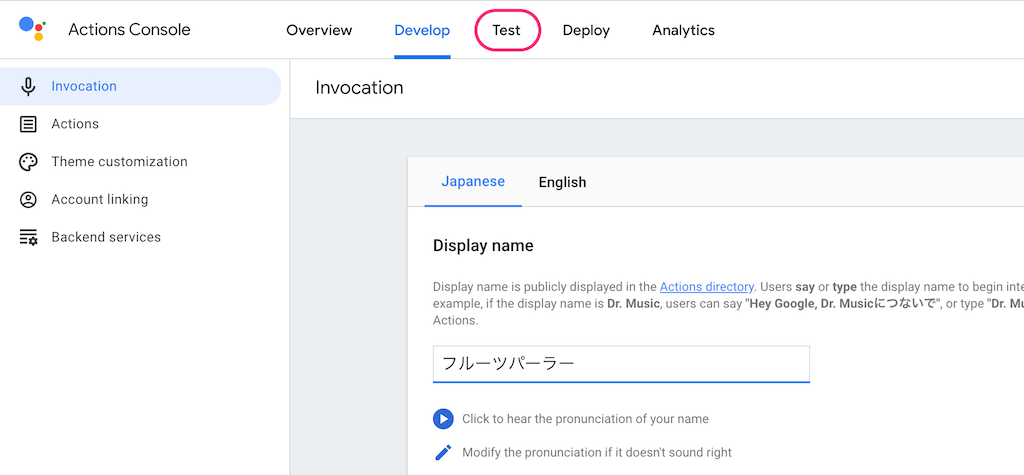 Actions Console
Overview
Develop
Test
Deploy
Analytics
Invocation
Actions
Theme customization
Account linking
Backend services
Invocation
Japanese
English
Display name
Display name is publicly displayed in the Actions directory. Users say or type the display name to begin inte
example, if the display name is Dr. Music, users can say "Hey Google, Dr. Musicにつないで", or type "Dr. Mu
Actions.
フルーツパーラー
Click to hear the pronunciation of your name
Modify the pronunciation if it doesn't sound right